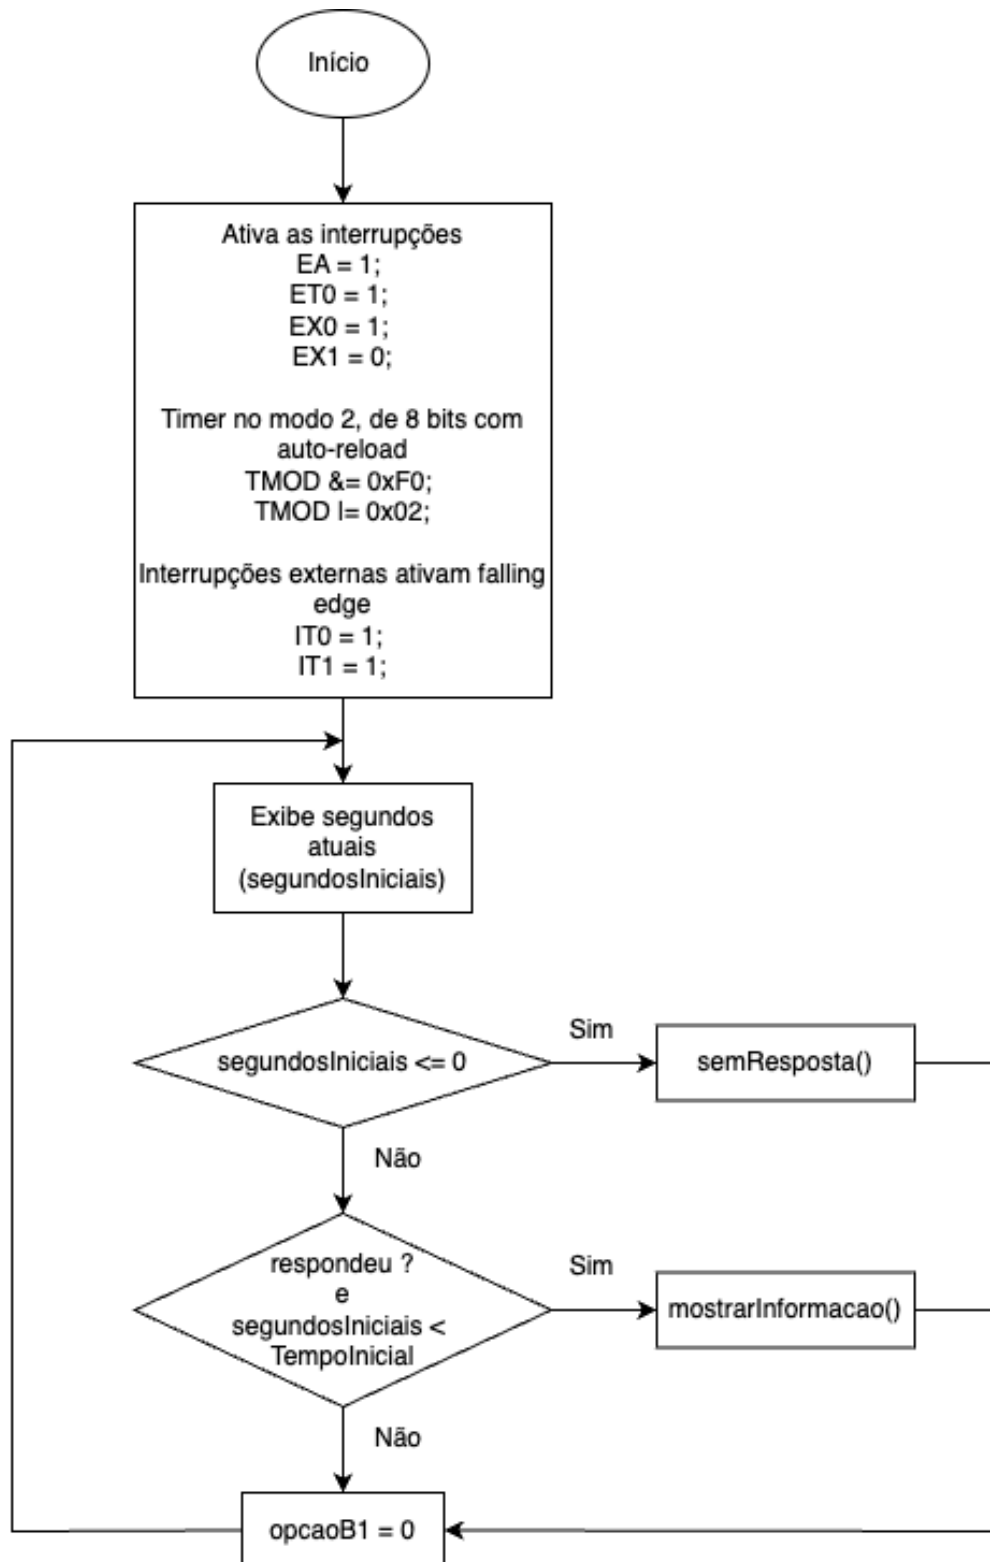 Início
Ativa as interrupções
EA = 1;
ET0 = 1;
EX0 = 1;
EX1 = 0;
Timer no modo 2, de 8 bits com
auto-reload
TMOD &= 0xF0;
TMOD |= 0x02;
Interrupções externas ativam falling
edge
IT0 = 1;
IT1 = 1;
Exibe segundos
atuais
(segundosIniciais)
segundosIniciais <= 0
Sim
semResposta()
Não
respondeu ?
e
segundosIniciais <
TempoInicial
Sim
mostrarInformacao()
Não
opcaoB1 = 0